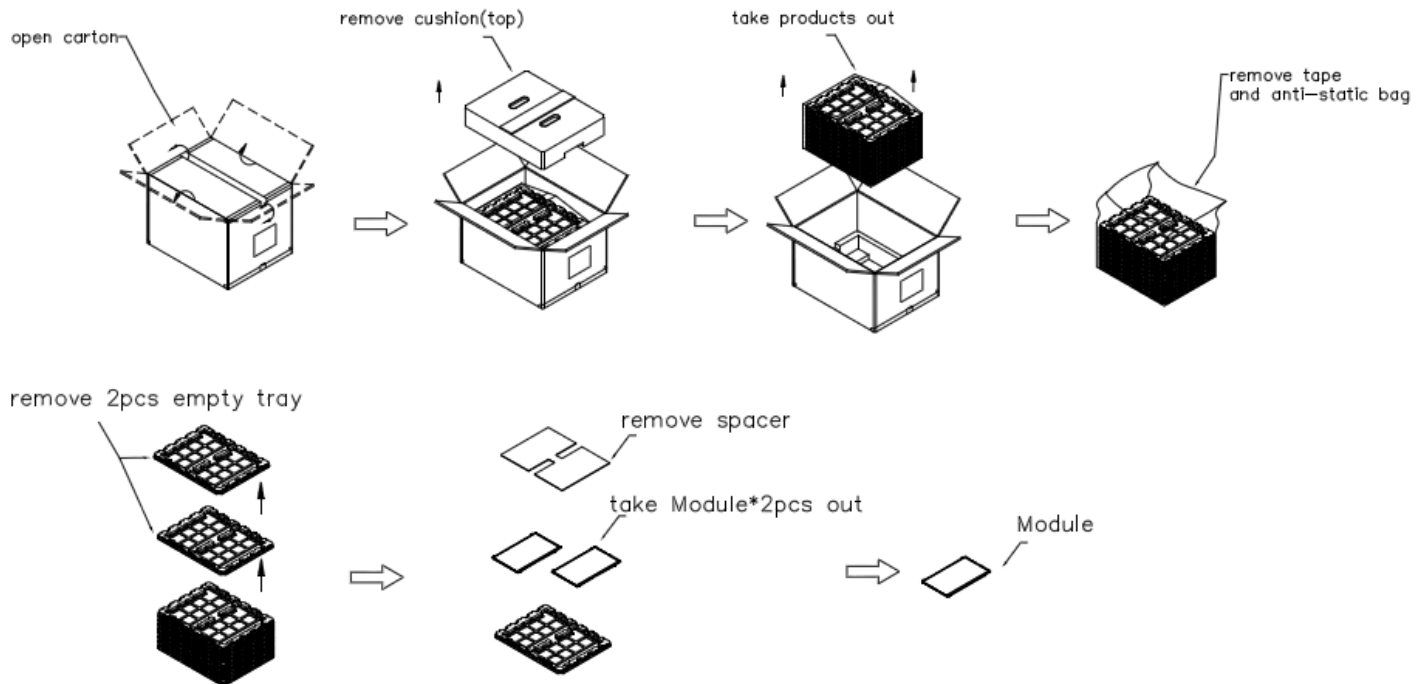 open carton
remove cushion(top)
take products out
remove tape
and anti-static bag
remove 2pcs empty tray
remove spacer
take Module*2pcs out
Module